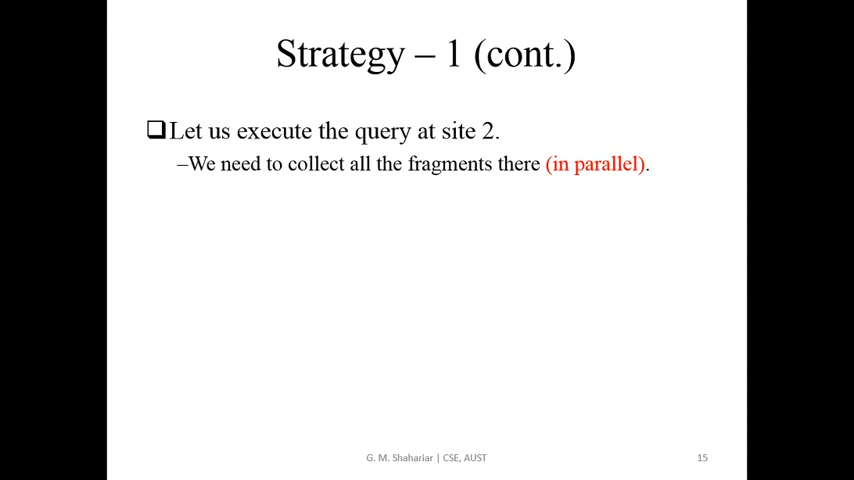 Strategy – 1 (cont.)
❑Let us execute the query at site 2.
–We need to collect all the fragments there (in parallel).
G. M. Shahariar | CSE, AUST
15